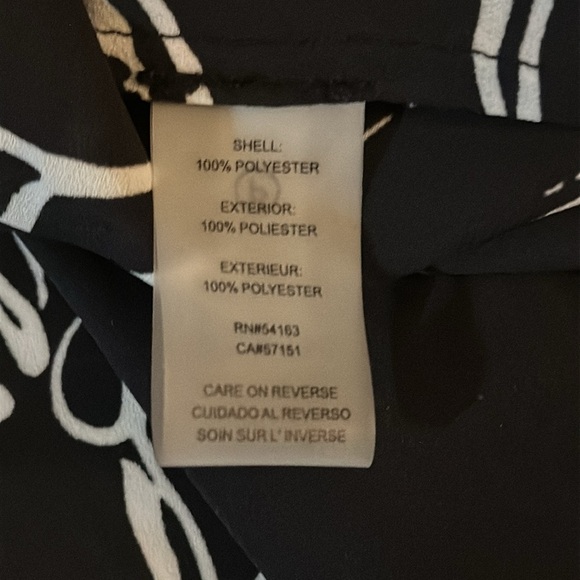 SHELL:
100% POLYESTER
EXTERIOR:
100% POLIESTER
EXTERIEUR:
100% POLYESTER
RN#54163
CA#57151
CARE ON REVERSE
CUIDADO AL REVERSO
SOIN SUR L' INVERSE